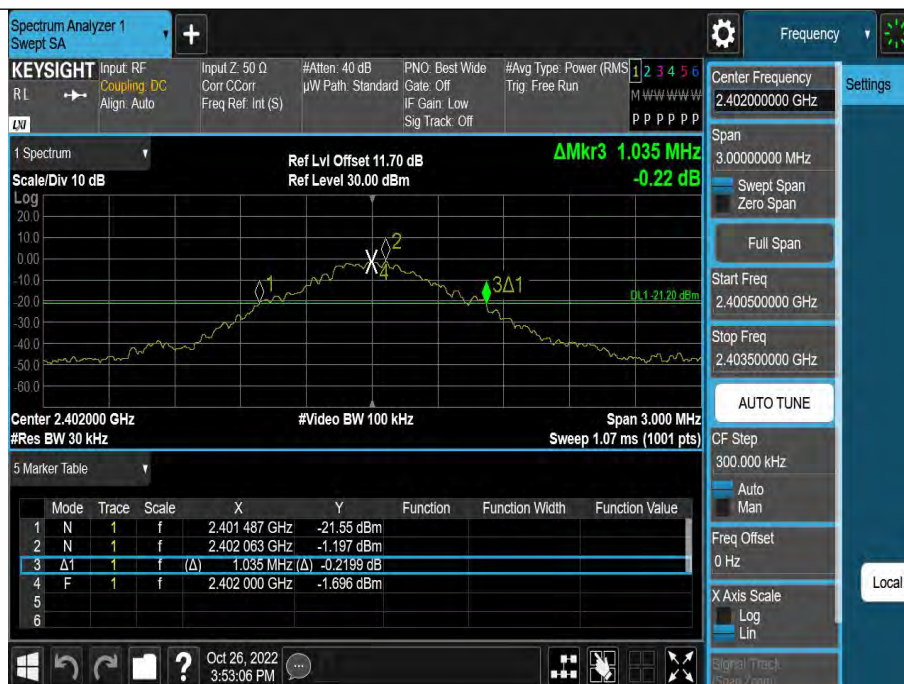 Spectrum Analyzer 1
Swept SA
Frequency
KEYSIGHT
RL
LXI
Input: RF
Coupling: DC
Align: Auto
Input Z: 50 Ω
Corr CCorr
Freq Ref: Int (S)
#Atten: 40 dB
µW Path: Standard
PNO: Best Wide
Gate: Off
IF Gain: Low
Sig Track: Off
#Avg Type: Power (RMS
Trig: Free Run
1 2 3 4 5 6
M W W W W W
P P P P P P
Center Frequency
2.402000000 GHz
Settings
Span
3.00000000 MHz
Swept Span
Zero Span
Full Span
Start Freq
2.400500000 GHz
Stop Freq
2.403500000 GHz
AUTO TUNE
CF Step
300.000 kHz
Auto
Man
Freq Offset
0 Hz
X Axis Scale
Log
Lin
Signal Track
(Span Zoom)
Local
1 Spectrum
Scale/Div 10 dB
Ref Lvl Offset 11.70 dB
Ref Level 30.00 dBm
ΔMkr3 1.035 MHz
-0.22 dB
Log
20.0
10.0
0.00
-10.0
-20.0
-30.0
-40.0
-50.0
-60.0
1
2
4
3Δ1
DL1 -21.20 dBm
Center 2.402000 GHz
#Video BW 100 kHz
Span 3.000 MHz
#Res BW 30 kHz
Sweep 1.07 ms (1001 pts)
5 Marker Table
Mode Trace Scale X Y Function Function Width Function Value
1 N 1 f 2.401 487 GHz -21.55 dBm
2 N 1 f 2.402 063 GHz -1.197 dBm
3 Δ1 1 f (Δ) 1.035 MHz (Δ) -0.2199 dB
4 F 1 f 2.402 000 GHz -1.696 dBm
5
6
?
Oct 26, 2022
3:53:06 PM